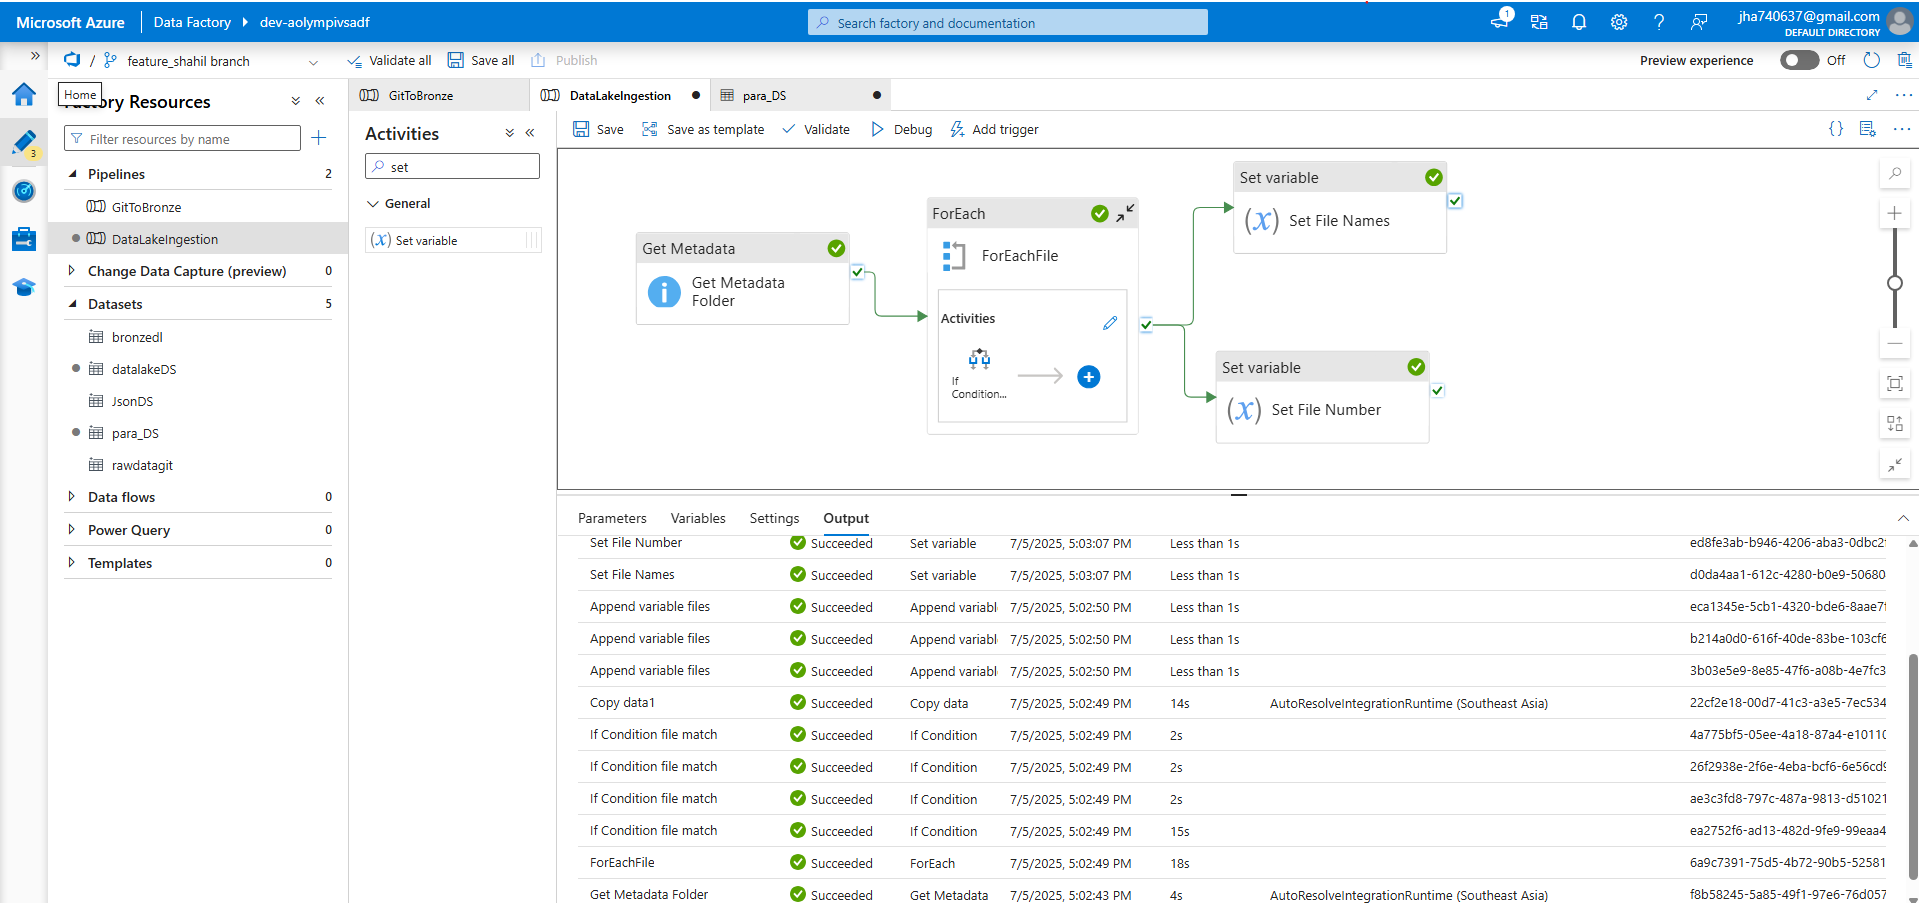 Microsoft Azure
Data Factory
dev-aolympivsadf
Search factory and documentation
1
jha740637@gmail.com
DEFAULT DIRECTORY
/
feature_shahil branch
Validate all
Save all
Publish
Preview experience
Off
Home
3
Factory Resources
Filter resources by name
Pipelines 2
GitToBronze
DataLakeIngestion
Change Data Capture (preview) 0
Datasets 5
bronzedl
datalakeDS
JsonDS
para_DS
rawdatagit
Data flows 0
Power Query 0
Templates 0
GitToBronze
DataLakeIngestion
para_DS
Activities
set
General
(x) Set variable
Save
Save as template
Validate
Debug
Add trigger
Get Metadata
Get Metadata
Folder
ForEach
ForEachFile
Activities
If
Condition...
Set variable
(x) Set File Names
Set variable
(x) Set File Number
Parameters
Variables
Settings
Output
Set File Number Succeeded Set variable 7/5/2025, 5:03:07 PM Less than 1s
Set File Names Succeeded Set variable 7/5/2025, 5:03:07 PM Less than 1s d0da4aa1-612c-4280-b0e9-50680
Append variable files Succeeded Append variabl 7/5/2025, 5:02:50 PM Less than 1s
Append variable files Succeeded Append variabl 7/5/2025, 5:02:50 PM Less than 1s b214a0d0-616f-40de-83be-103cf6
Append variable files Succeeded Append variabl 7/5/2025, 5:02:50 PM Less than 1s 3b03e5e9-8e85-47f6-a08b-4e7fc3
Copy data1 Succeeded Copy data 7/5/2025, 5:02:49 PM 14s AutoResolveIntegrationRuntime (Southeast Asia) 22cf2e18-00d7-41c3-a3e5-7ec534
If Condition file match Succeeded If Condition 7/5/2025, 5:02:49 PM 2s 4a775bf5-05ee-4a18-87a4-e10110
If Condition file match Succeeded If Condition 7/5/2025, 5:02:49 PM 2s 26f2938e-2f6e-4eba-bcf6-6e56cd9
If Condition file match Succeeded If Condition 7/5/2025, 5:02:49 PM 2s ae3c3fd8-797c-487a-9813-d51021
If Condition file match Succeeded If Condition 7/5/2025, 5:02:49 PM 15s ea2752f6-ad13-482d-9fe9-99eaa4
ForEachFile Succeeded ForEach 7/5/2025, 5:02:49 PM 18s 6a9c7391-75d5-4b72-90b5-52581
Get Metadata Folder Succeeded Get Metadata 7/5/2025, 5:02:43 PM 4s AutoResolveIntegrationRuntime (Southeast Asia) f8b58245-5a85-49f1-97e6-76d057